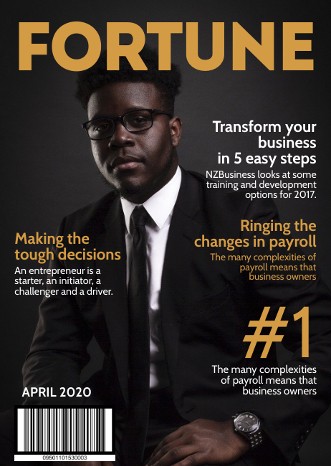 FORTUNE
Transform your
business
in 5 easy steps
NZBusiness looks at some
training and development
options for 2017.
Making the
tough decisions
An entrepreneur is a
starter, an initiator, a
challenger and a driver.
Ringing the
changes in payroll
The many complexities of
payroll means that
business owners
#1
The many complexities
of payroll means that
business owners
APRIL 2020
09501101530003